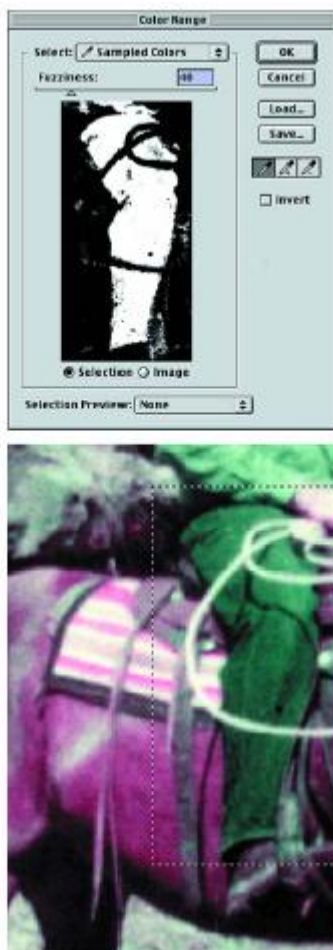 Color Range
Select: Sampled Colors
OK
Fuzziness: 40
Cancel
Load...
Save...
Invert
Selection Image
Selection Preview: None